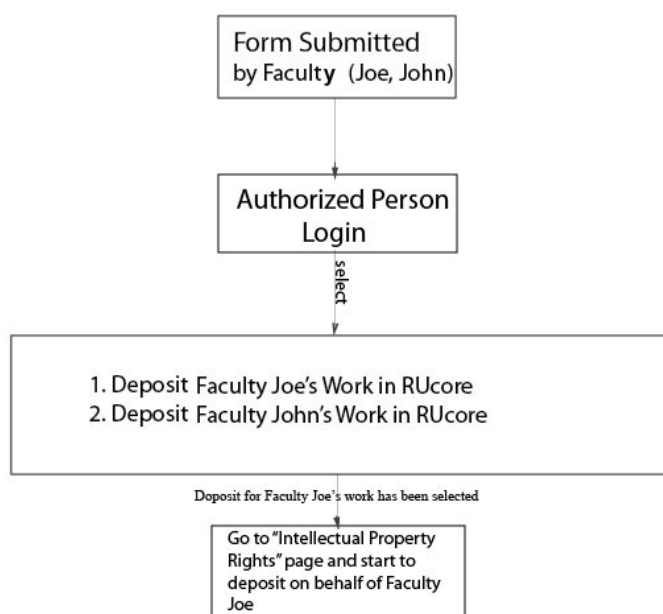 Form Submitted
by Faculty (Joe, John)
Authorized Person
Login
select
1. Deposit Faculty Joe's Work in RUcore
2. Deposit Faculty John's Work in RUcore
Doposit for Faculty Joe's work has been selected
Go to "Intellectual Property
Rights" page and start to
deposit on behalf of Faculty
Joe